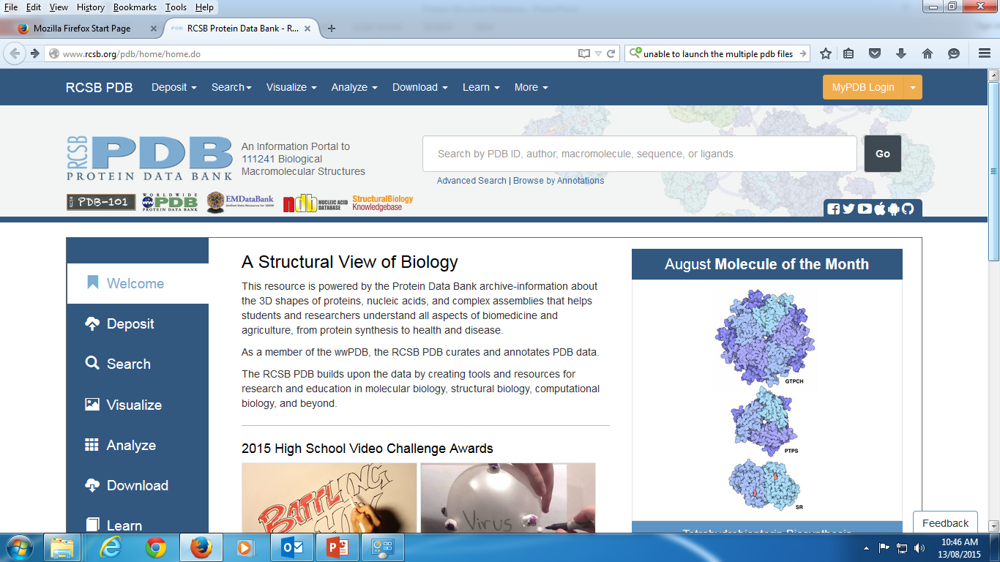 File Edit View History Bookmarks Tools Help
Mozilla Firefox Start Page
RCSB Protein Data Bank - R...
www.rcsb.org/pdb/home/home.do
unable to launch the multiple pdb files
RCSB PDB Deposit Search Visualize Analyze Download Learn More MyPDB Login
RCSB PDB
PROTEIN DATA BANK
An Information Portal to
111241 Biological
Macromolecular Structures
Search by PDB ID, author, macromolecule, sequence, or ligands
Go
Advanced Search | Browse by Annotations
RCSB PDB-101
WORLDWIDE
PDB
PROTEIN DATA BANK
EMDataBank
Unified Data Resource for 3DEM
ndb NUCLEIC ACID
DATABASE
StructuralBiology
Knowledgebase
Welcome
Deposit
Search
Visualize
Analyze
Download
Learn
A Structural View of Biology
This resource is powered by the Protein Data Bank archive-information about
the 3D shapes of proteins, nucleic acids, and complex assemblies that helps
students and researchers understand all aspects of biomedicine and
agriculture, from protein synthesis to health and disease.
As a member of the wwPDB, the RCSB PDB curates and annotates PDB data.
The RCSB PDB builds upon the data by creating tools and resources for
research and education in molecular biology, structural biology, computational
biology, and beyond.
2015 High School Video Challenge Awards
BATTLING
Virus
August Molecule of the Month
GTPCH
PTPS
SR
Tetrahydrobiopterin Biosynthesis
Feedback
10:46 AM
13/08/2015